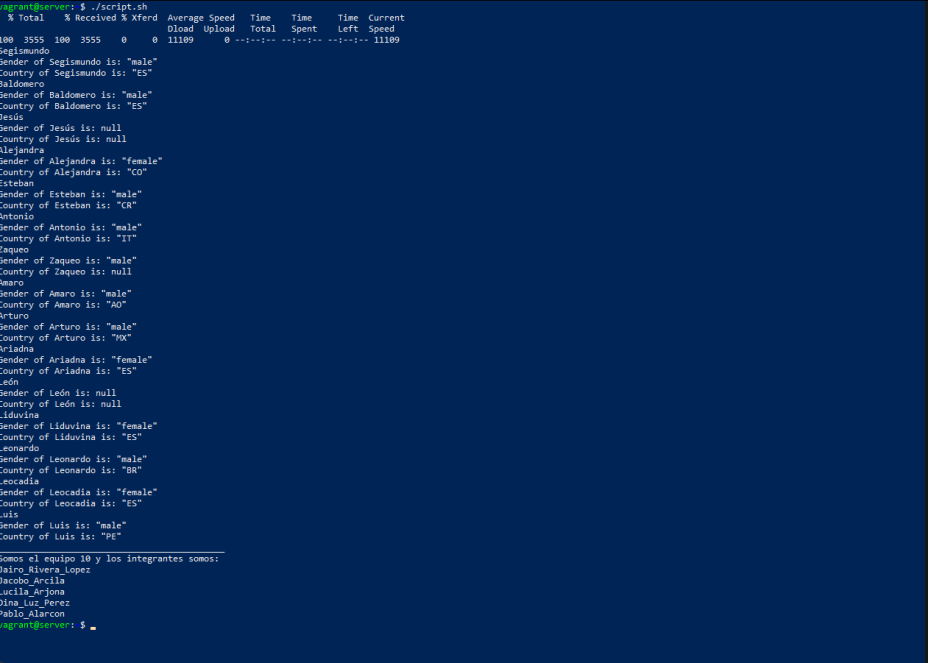 vagrant@server: $ ./script.sh
% Total % Received % Xferd Average Speed Time Time Time Current
Dload Upload Total Spent Left Speed
100 3555 100 3555 0 0 11109 0 --:--:-- --:--:-- --:--:-- 11109
Segismundo
Gender of Segismundo is: "male"
Country of Segismundo is: "ES"
Baldomero
Gender of Baldomero is: "male"
Country of Baldomero is: "ES"
Jesús
Gender of Jesús is: null
Country of Jesús is: null
Alejandra
Gender of Alejandra is: "female"
Country of Alejandra is: "CO"
Esteban
Gender of Esteban is: "male"
Country of Esteban is: "CR"
Antonio
Gender of Antonio is: "male"
Country of Antonio is: "IT"
Zaqueo
Gender of Zaqueo is: "male"
Country of Zaqueo is: null
Amaro
Gender of Amaro is: "male"
Country of Amaro is: "AO"
Arturo
Gender of Arturo is: "male"
Country of Arturo is: "MX"
Ariadna
Gender of Ariadna is: "female"
Country of Ariadna is: "ES"
León
Gender of León is: null
Country of León is: null
Liduvina
Gender of Liduvina is: "female"
Country of Liduvina is: "ES"
Leonardo
Gender of Leonardo is: "male"
Country of Leonardo is: "BR"
Leocadia
Gender of Leocadia is: "female"
Country of Leocadia is: "ES"
Luis
Gender of Luis is: "male"
Country of Luis is: "PE"
Somos el equipo 10 y los integrantes somos:
Jairo_Rivera_Lopez
Jacobo_Arcila
Lucila_Arjona
Dina_Luz_Perez
Pablo_Alarcon
vagrant@server: $